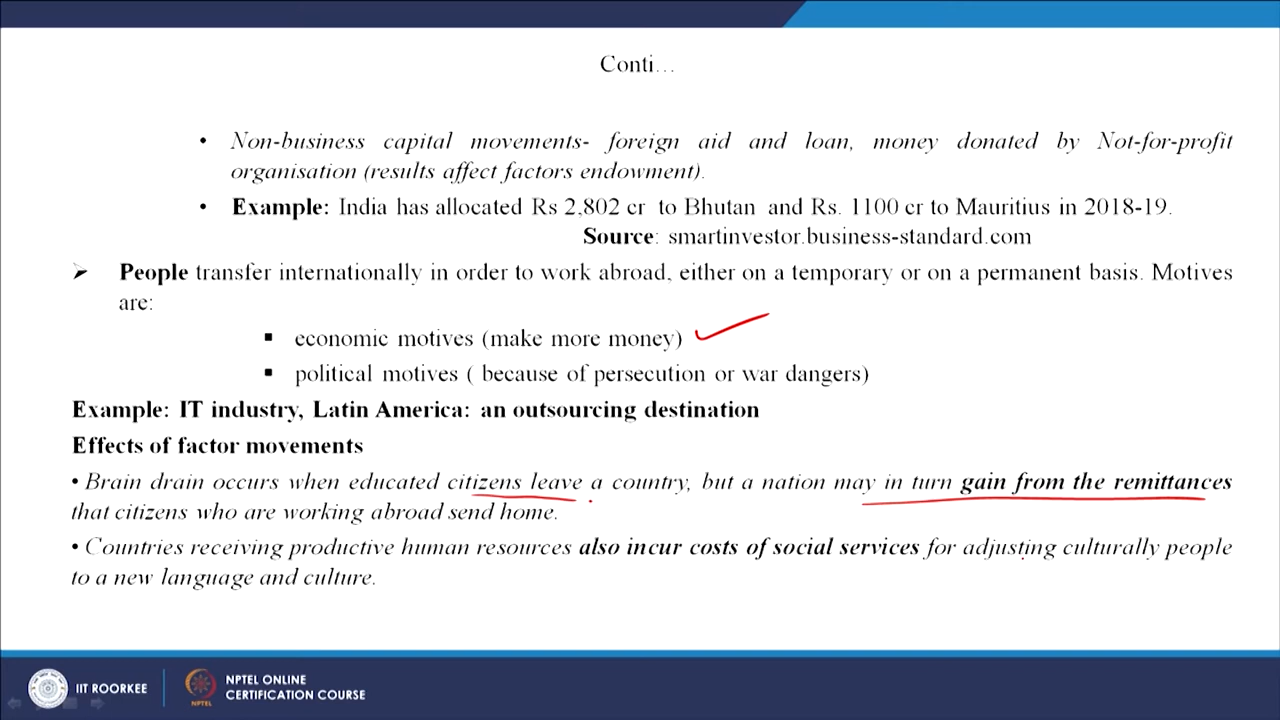 Conti…
• Non-business capital movements- foreign aid and loan, money donated by Not-for-profit
organisation (results affect factors endowment).
• Example: India has allocated Rs 2,802 cr to Bhutan and Rs. 1100 cr to Mauritius in 2018-19.
Source: smartinvestor.business-standard.com
➢ People transfer internationally in order to work abroad, either on a temporary or on a permanent basis. Motives
are:
▪ economic motives (make more money)
▪ political motives ( because of persecution or war dangers)
Example: IT industry, Latin America: an outsourcing destination
Effects of factor movements
• Brain drain occurs when educated citizens leave a country, but a nation may in turn gain from the remittances
that citizens who are working abroad send home.
• Countries receiving productive human resources also incur costs of social services for adjusting culturally people
to a new language and culture.
IIT ROORKEE
NPTEL
NPTEL ONLINE
CERTIFICATION COURSE